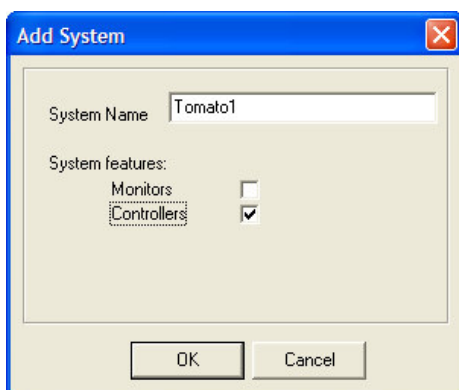 Add System
System Name Tomato1
System features:
Monitors
Controllers
OK Cancel